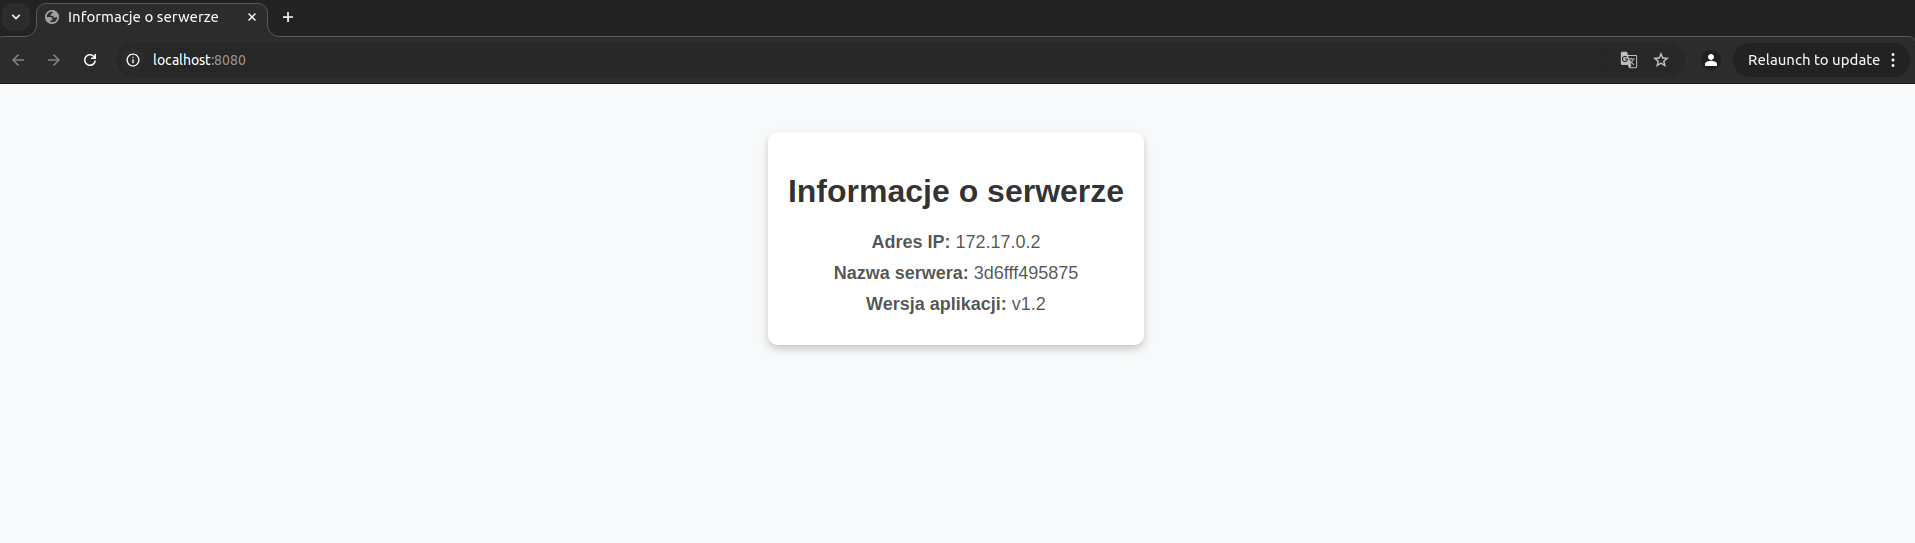 Informacje o serwerze
localhost:8080
Relaunch to update
Informacje o serwerze
Adres IP: 172.17.0.2
Nazwa serwera: 3d6fff495875
Wersja aplikacji: v1.2